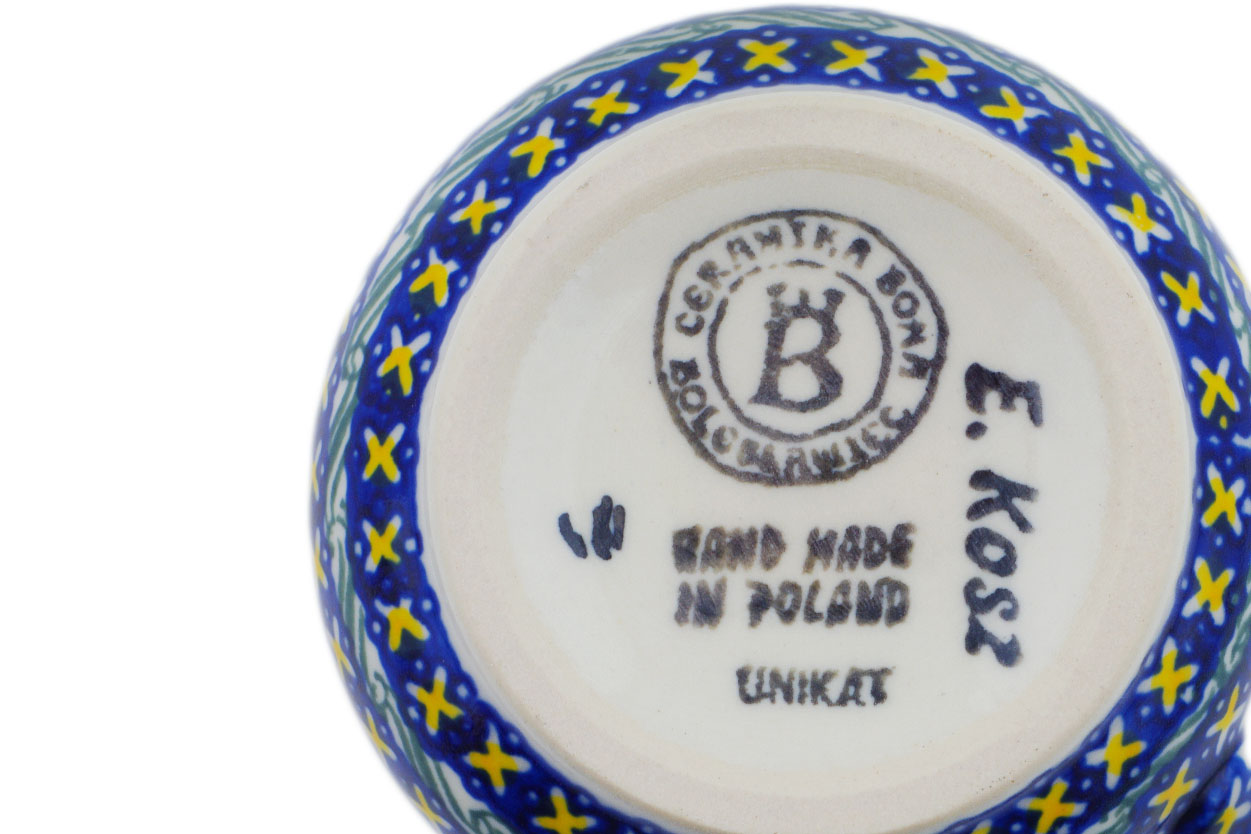 CERAMIKA BONA
BOLESŁAWIEC
B
HAND MADE
IN POLAND
UNIKAT
E. KOSZ